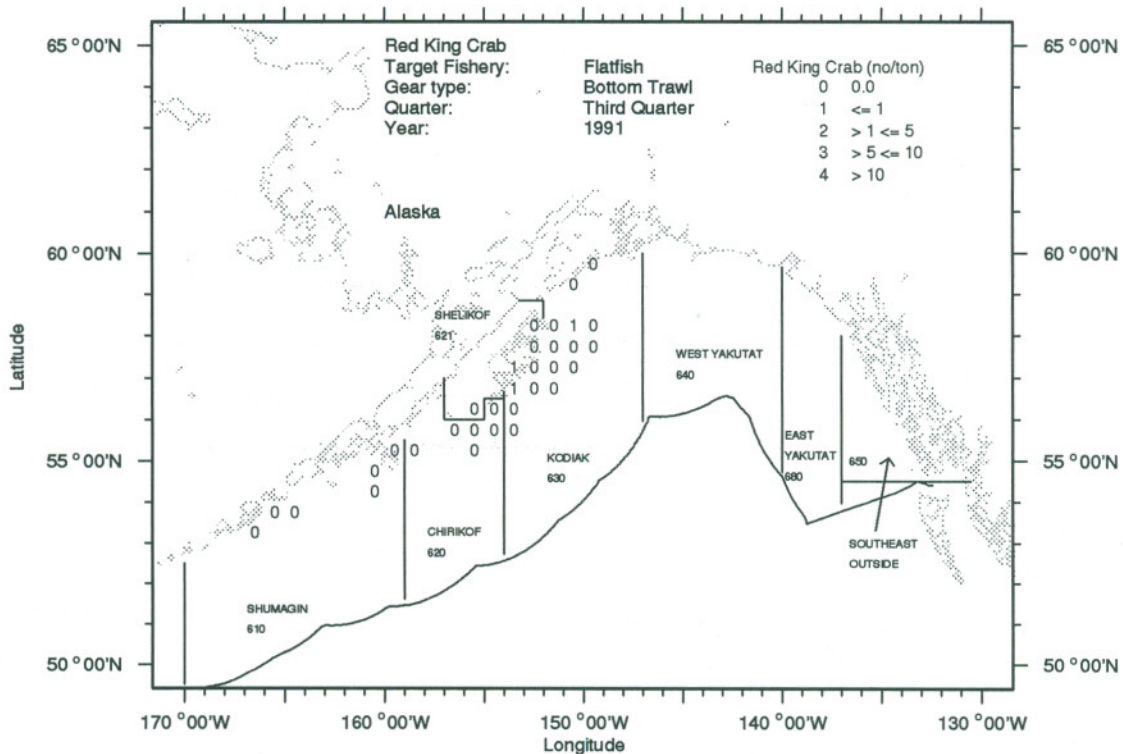 Red King Crab
Target Fishery: Flatfish
Gear type: Bottom Trawl
Quarter: Third Quarter
Year: 1991
Red King Crab (no/ton)
0 0.0
1 <= 1
2 > 1 <= 5
3 > 5 <= 10
4 > 10
65 °00'N
65 °00'N
Alaska
60 °00'N
60 °00'N
0
0
SHELIKOF
621
0 0 1 0
0 0 0 0
1 0 0 0
1 0 0
0 0 0
0 0 0 0
0 0 0
0
0
0 0
0
WEST YAKUTAT
640
EAST
YAKUTAT
680
650
KODIAK
630
55 °00'N
55 °00'N
CHIRIKOF
620
SOUTHEAST
OUTSIDE
SHUMAGIN
610
50 °00'N
50 °00'N
Latitude
170 °00'W 160 °00'W 150 °00'W 140 °00'W 130 °00'W
Longitude